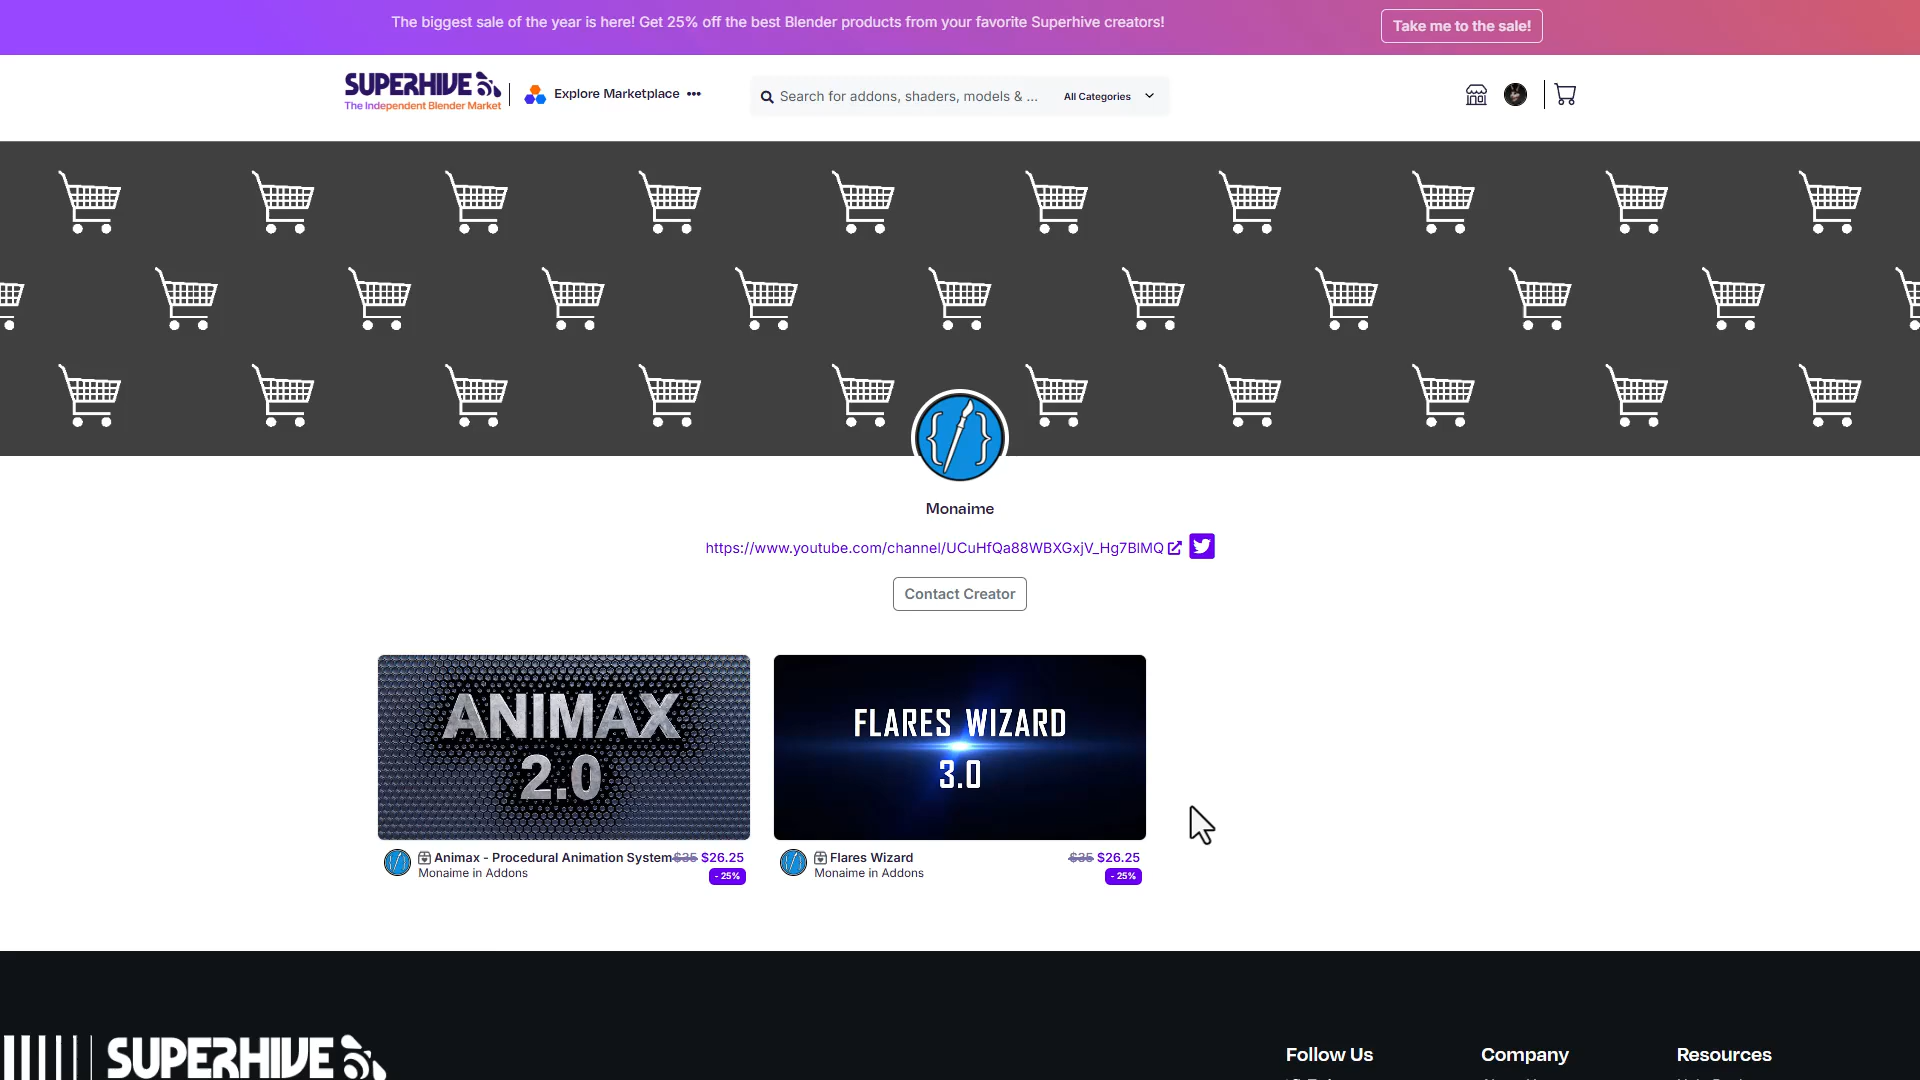 The biggest sale of the year is here! Get 25% off the best Blender products from your favorite Superhive creators!
Take me to the sale!
SUPERHIVE
The Independent Blender Market
Explore Marketplace •••
Search for addons, shaders, models & ...
All Categories
Monaime
https://www.youtube.com/channel/UCuHfQa88WBXGxjV_Hg7BlMQ
Contact Creator
ANIMAX
2.0
FLARES WIZARD
3.0
Animax - Procedural Animation System $35 $26.25
Monaime in Addons
- 25%
Flares Wizard $35 $26.25
Monaime in Addons
- 25%
SUPERHIVE
Follow Us
Company
Resources